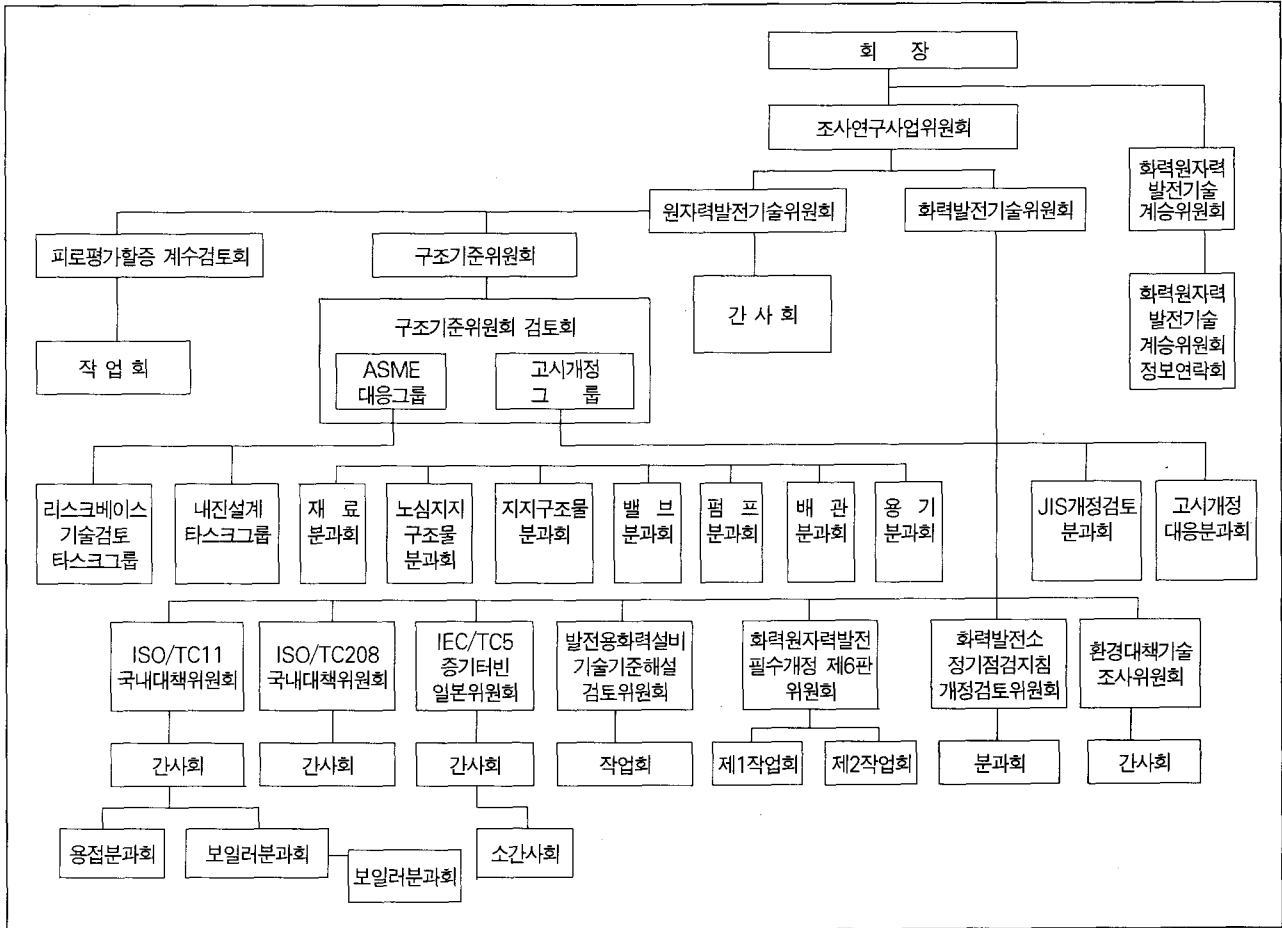 회 장
조사연구사업위원회
화력원자력
발전기술
계승위원회
원자력발전기술위원회
화력발전기술위원회
피로평가할증 계수검토회
구조기준위원회
간 사 회
화력원자력
발전기술
계승위원회
정보연락회
구조기준위원회 검토회
작 업 회
ASME
대응그룹
고시개정
그 룹
리스크베이스
기술검토
타스크그룹
내진설계
타스크그룹
재 료
분과회
노심지지
구조물
분과회
지지구조물
분과회
밸 브
분과회
펌 프
분과회
배 관
분과회
용 기
분과회
JIS개정검토
분과회
고시개정
대응분과회
ISO/TC11
국내대책위원회
ISO/TC208
국내대책위원회
IEC/TC5
증기터빈
일본위원회
발전용화력설비
기술기준해설
검토위원회
화력원자력발전
필수개정 제6판
위원회
화력발전소
정기점검지침
개정검토위원회
환경대책기술
조사위원회
간사회
간사회
간사회
작업회
제1작업회
제2작업회
분과회
간사회
용접분과회
보일러분과회
보일러분과회
소간사회